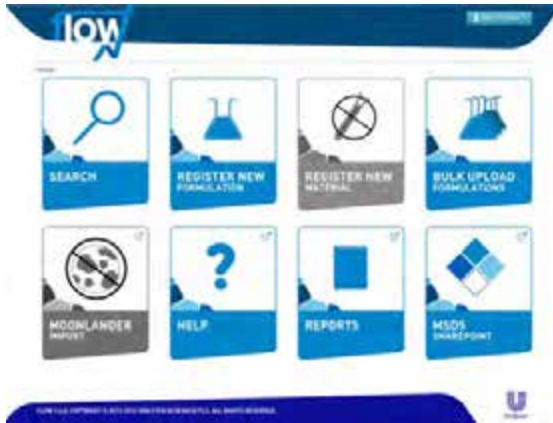 flow
SEARCH
REGISTER NEW
FORMULATION
REGISTER NEW
MATERIAL
BULK UPLOAD
FORMULATIONS
MOONLANDER
IMPORT
?
HELP
REPORTS
MSDS
SHAREPOINT